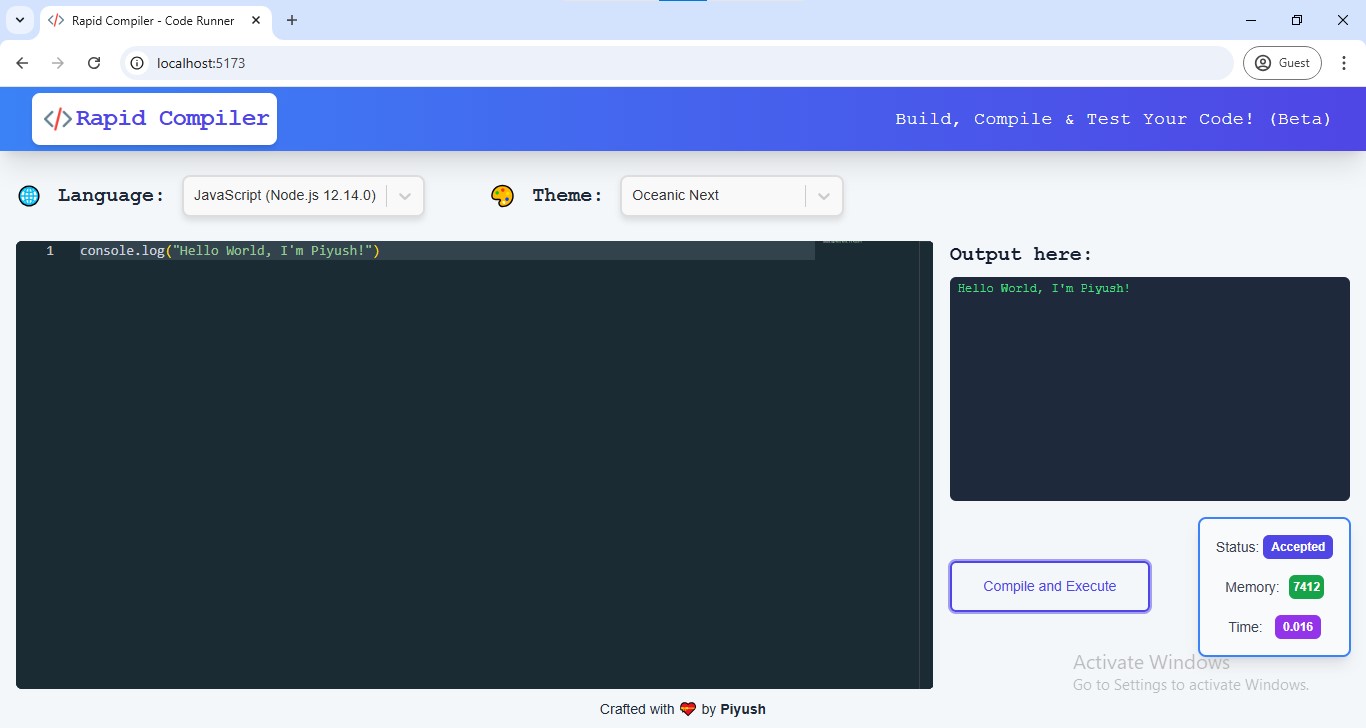 Rapid Compiler - Code Runner
localhost:5173
Guest
</>Rapid Compiler
Build, Compile & Test Your Code! (Beta)
Language:
JavaScript (Node.js 12.14.0)
Theme:
Oceanic Next
1 console.log("Hello World, I'm Piyush!")
Output here:
Hello World, I'm Piyush!
Compile and Execute
Status: Accepted
Memory: 7412
Time: 0.016
Activate Windows
Go to Settings to activate Windows.
Crafted with by Piyush